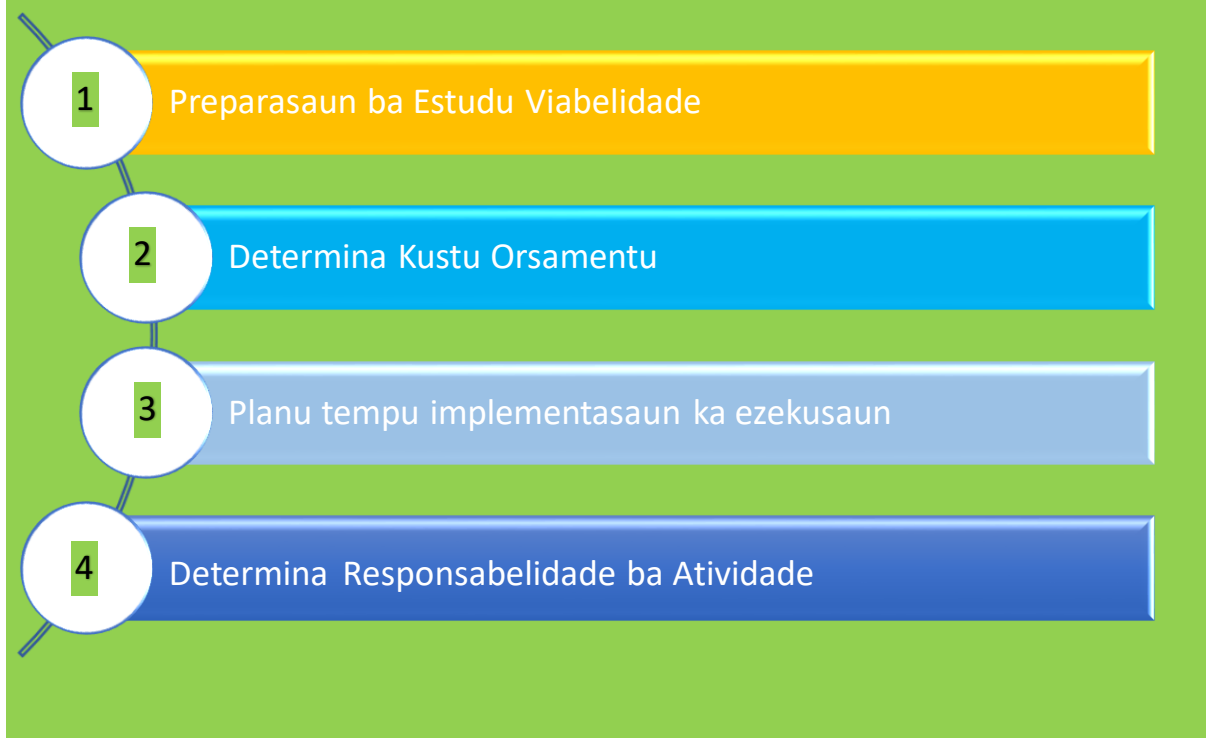 1
Preparasaun ba Estudu Viabelidade
2
Determina Kustu Orsamentu
3
Planu tempu implementasaun ka ezekusaun
4
Determina Responsabelidade ba Atividade